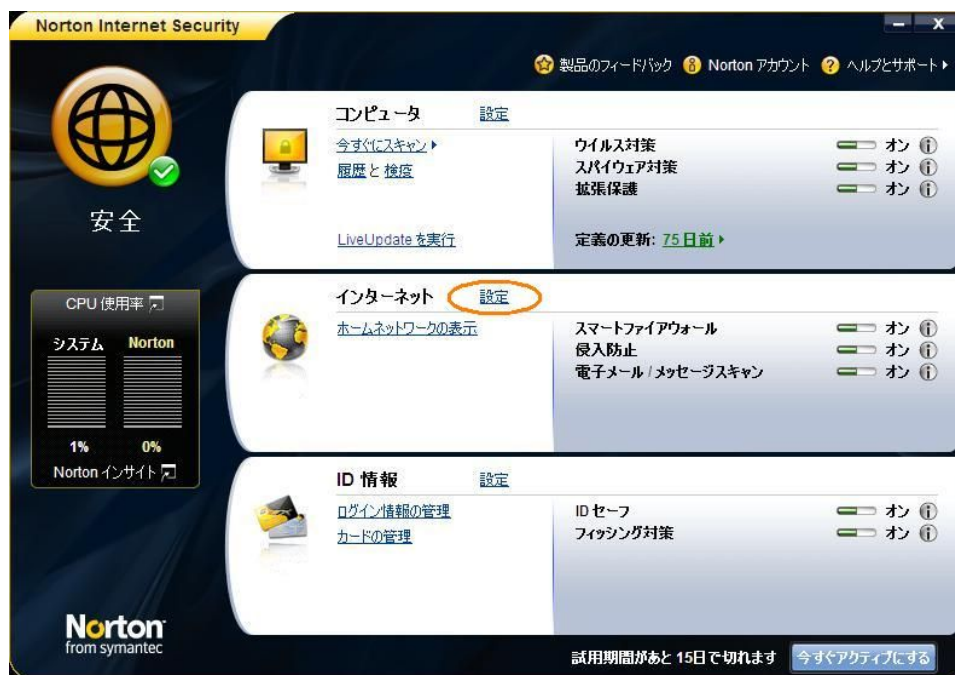 Norton Internet Security
製品のフィードバック Norton アカウント ヘルプとサポート
安全
CPU 使用率
システム Norton
1% 0%
Norton インサイト
コンピュータ 設定
今すぐにスキャン
履歴 と 検疫
LiveUpdate を実行
ウイルス対策 オン
スパイウェア対策 オン
拡張保護 オン
定義の更新: 75 日前
インターネット 設定
ホームネットワークの表示
スマートファイアウォール オン
侵入防止 オン
電子メール / メッセージスキャン オン
ID 情報 設定
ログイン情報の管理
カードの管理
ID セーフ オン
フィッシング対策 オン
Norton
from symantec
試用期間があと 15日で切れます 今すぐアクティブにする